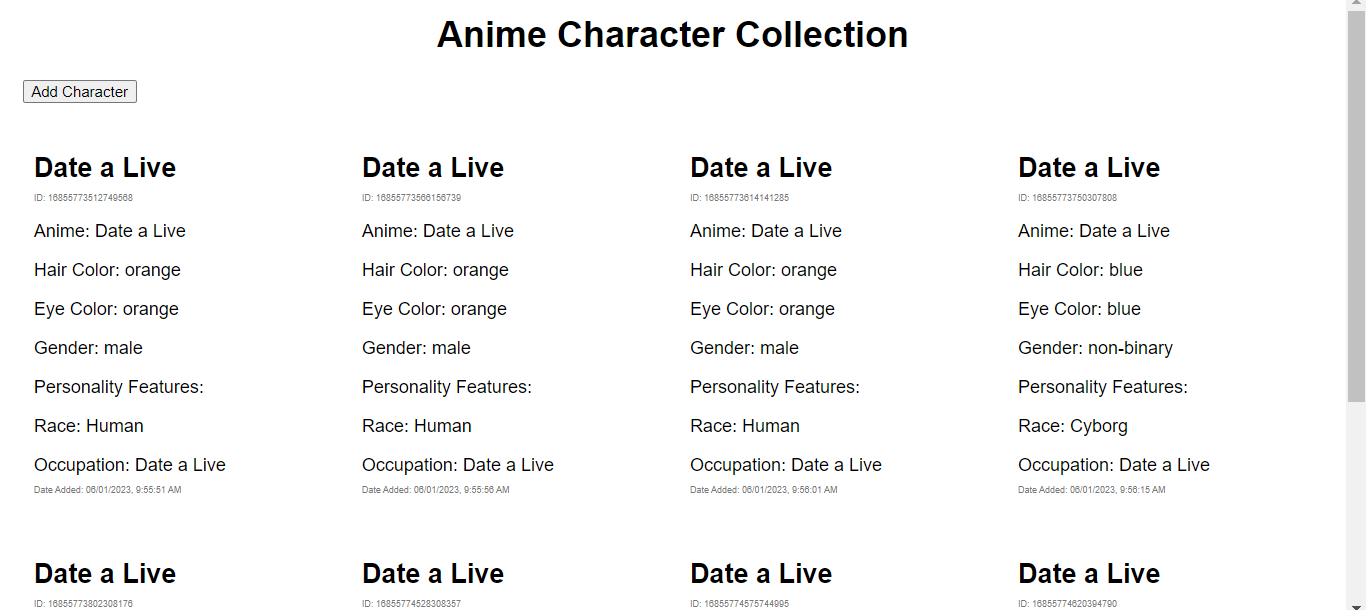 Anime Character Collection
Add Character
Date a Live
ID: 16855773512749568
Anime: Date a Live
Hair Color: orange
Eye Color: orange
Gender: male
Personality Features:
Race: Human
Occupation: Date a Live
Date Added: 06/01/2023, 9:55:51 AM
Date a Live
ID: 16855773566156739
Anime: Date a Live
Hair Color: orange
Eye Color: orange
Gender: male
Personality Features:
Race: Human
Occupation: Date a Live
Date Added: 06/01/2023, 9:55:56 AM
Date a Live
ID: 16855773614141285
Anime: Date a Live
Hair Color: orange
Eye Color: orange
Gender: male
Personality Features:
Race: Human
Occupation: Date a Live
Date Added: 06/01/2023, 9:56:01 AM
Date a Live
ID: 16855773750307808
Anime: Date a Live
Hair Color: blue
Eye Color: blue
Gender: non-binary
Personality Features:
Race: Cyborg
Occupation: Date a Live
Date Added: 06/01/2023, 9:56:15 AM
Date a Live
ID: 16855773802308176
Date a Live
ID: 16855774528308357
Date a Live
ID: 16855774575744995
Date a Live
ID: 16855774620394790